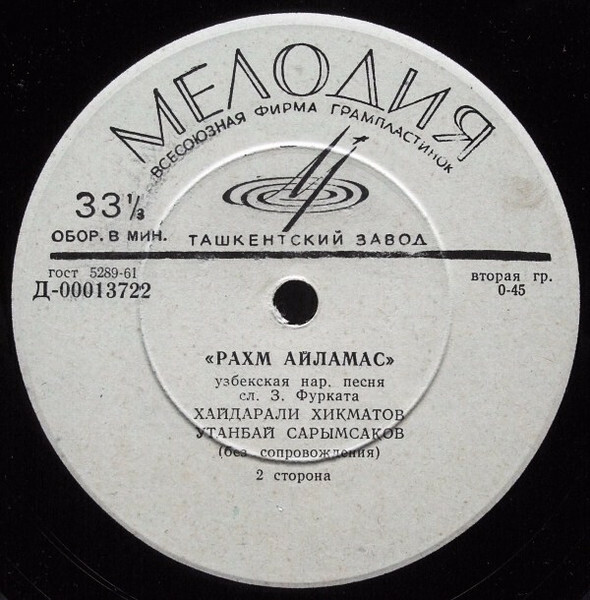 МЕЛОДИЯ
ВСЕСОЮЗНАЯ ФИРМА ГРАМПЛАСТИНОК
33⅓
ОБОР. В МИН.
ТАШКЕНТСКИЙ ЗАВОД
гост 5289-61
Д-00013722
вторая гр.
0-45
«РАХМ АЙЛАМАС»
узбекская нар. песня
сл. З. Фурката
ХАЙДАРАЛИ ХИКМАТОВ
УТАНБАЙ САРЫМСАКОВ
(без сопровождения)
2 сторона